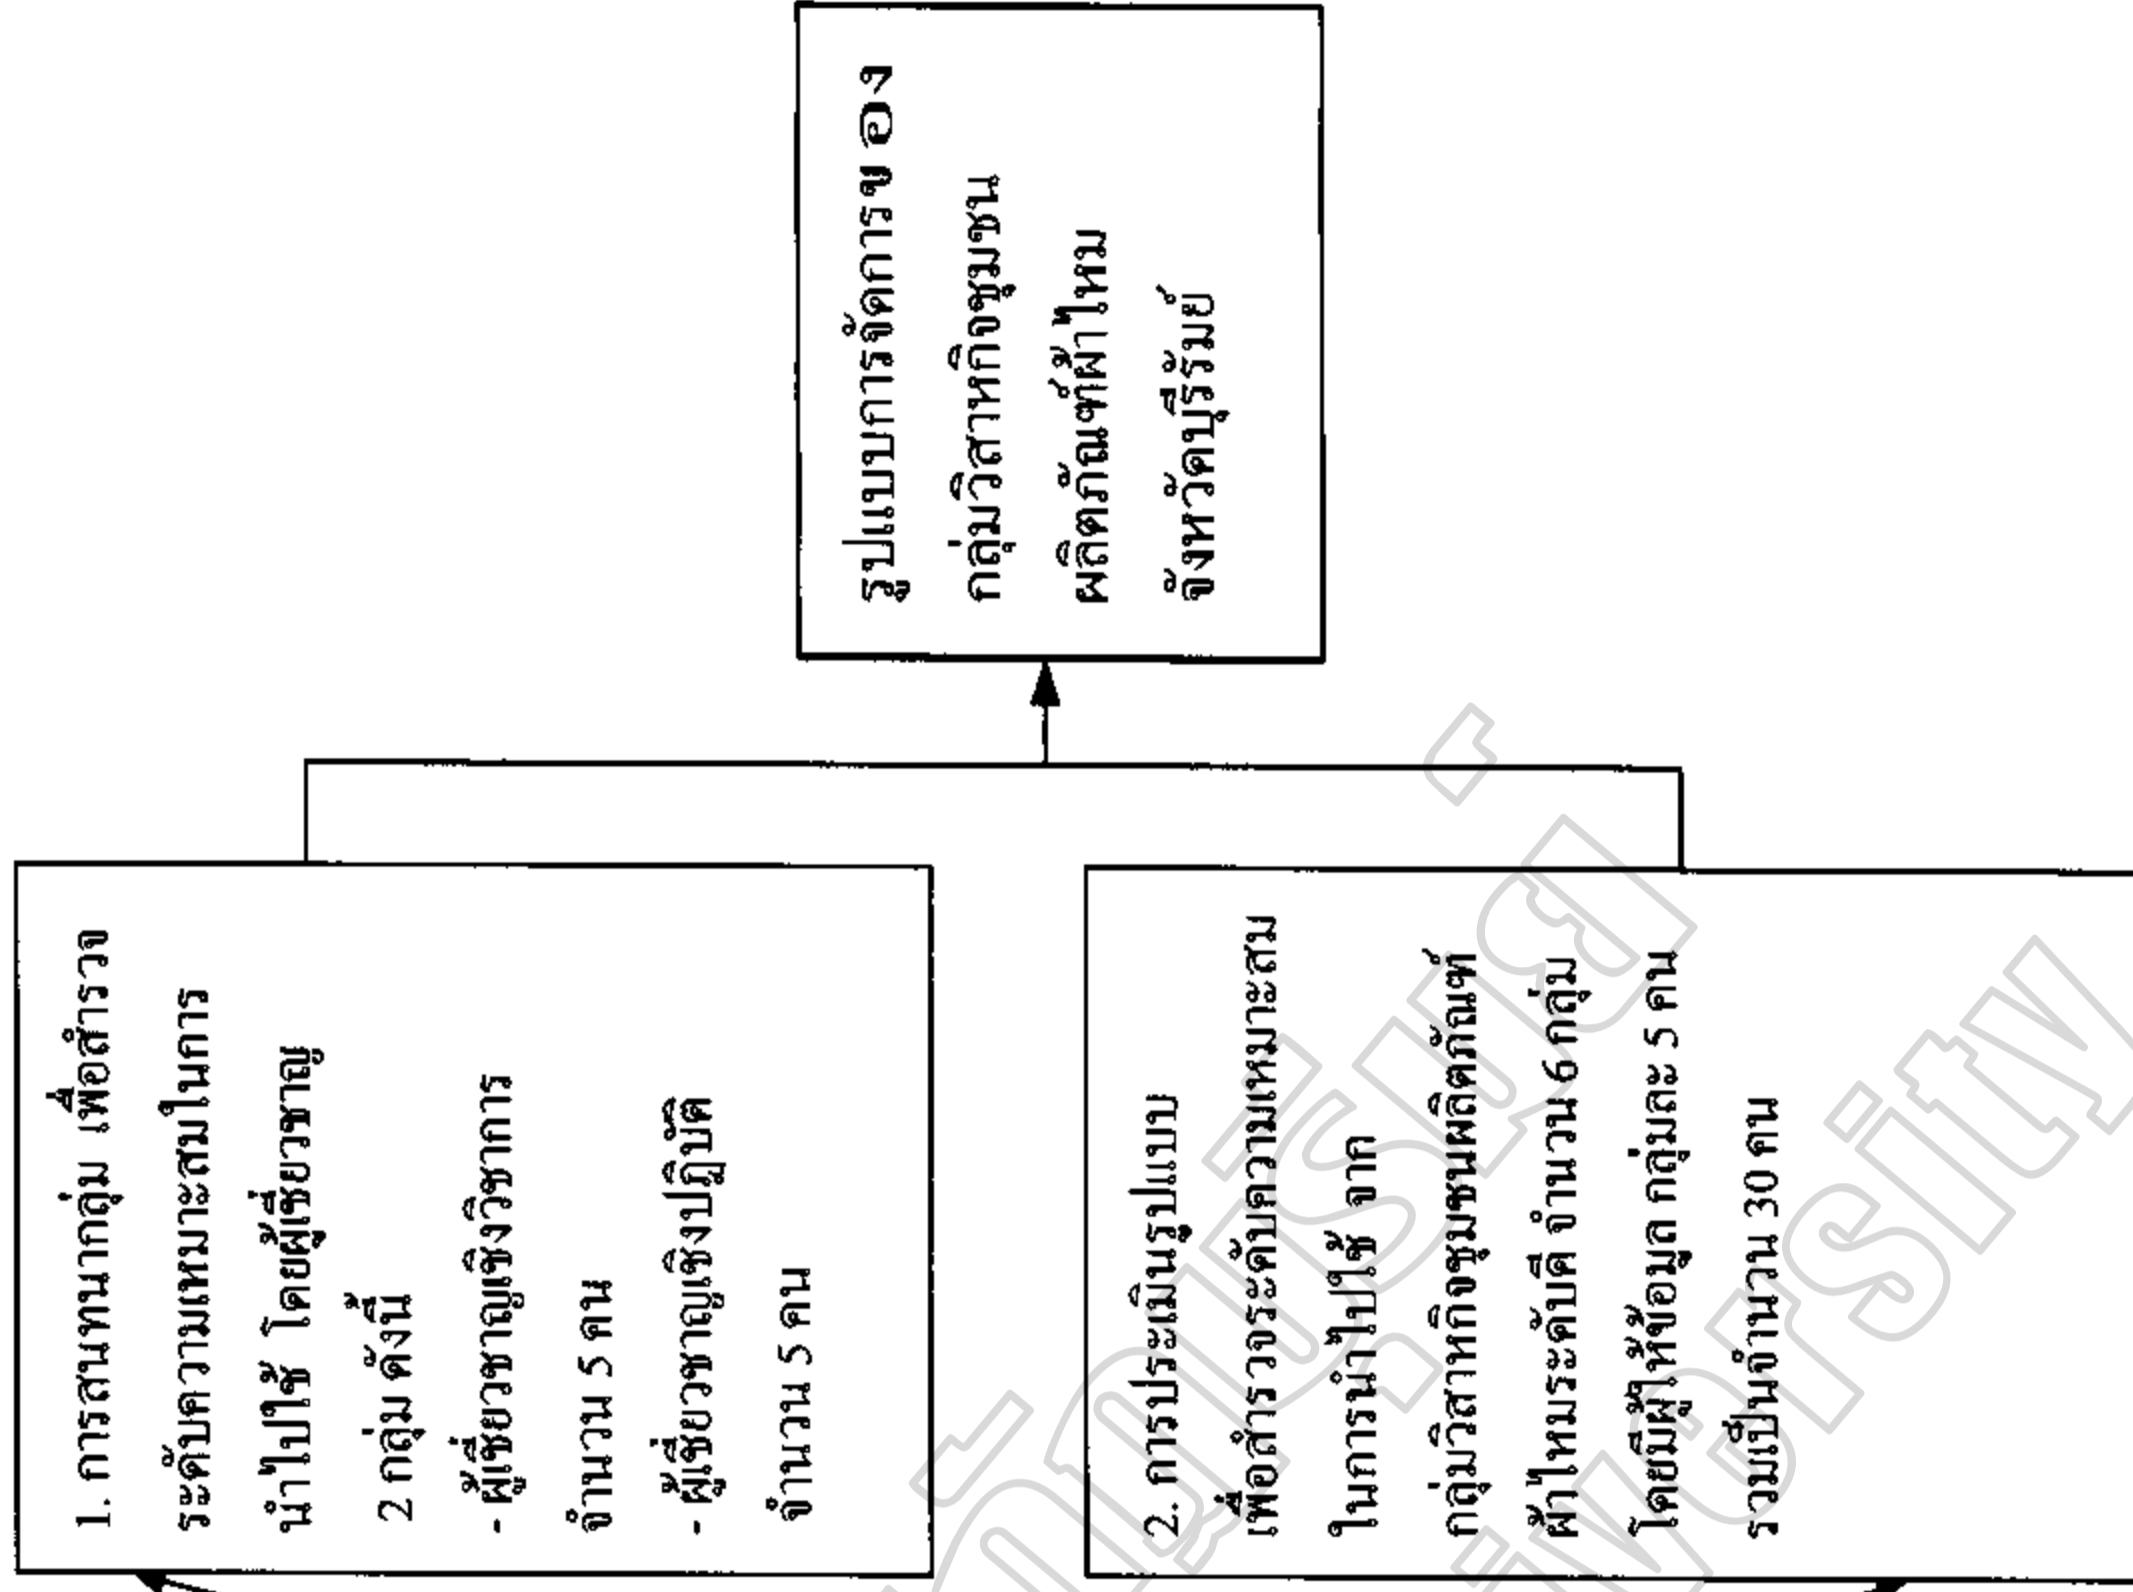 1. การสนทนากลุ่ม เพื่อสำรวจ
ระดับความเหมาะสมในการ
นำไปใช้ โดยผู้เชี่ยวชาญ
2 กลุ่ม ดังนี้
- ผู้เชี่ยวชาญเชิงวิชาการ
จำนวน 5 คน
- ผู้เชี่ยวชาญเชิงปฏิบัติ
จำนวน 5 คน
2. การประเมินรูปแบบ
เพื่อสำรวจระดับความเหมาะสม
ในการนำไปใช้ จาก
กลุ่มวิสาหกิจชุมชนผลิตภัณฑ์
ผ้าไหมระดับดี จำนวน 6 กลุ่ม
โดยมีผู้ให้ข้อมูล กลุ่มละ 5 คน
รวมเป็นจำนวน 30 คน
รูปแบบการจัดการของ
กลุ่มวิสาหกิจชุมชน
ผลิตภัณฑ์ผ้าไหม
จังหวัดบุรีรัมย์